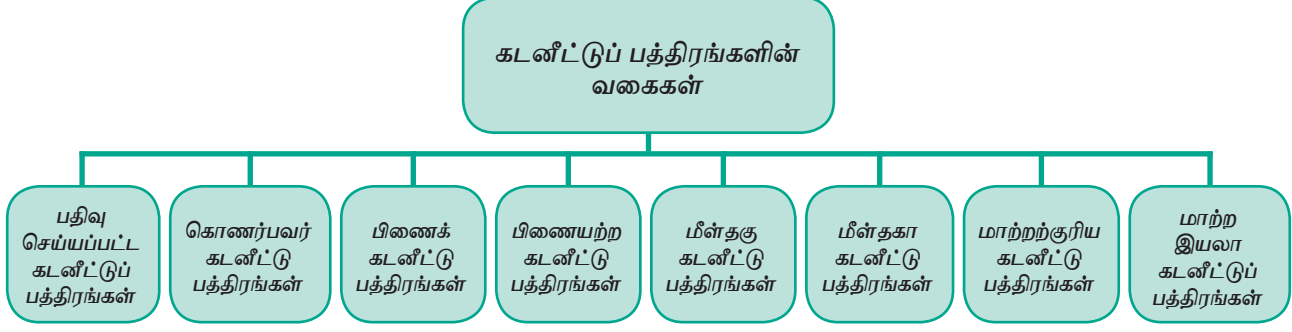 கடனீட்டுப் பத்திரங்களின்
வகைகள்
பதிவு
செய்யப்பட்ட
கடனீட்டுப்
பத்திரங்கள்
கொணர்பவர்
கடனீட்டு
பத்திரங்கள்
பிணைக்
கடனீட்டு
பத்திரங்கள்
பிணையற்ற
கடனீட்டு
பத்திரங்கள்
மீள்தகு
கடனீட்டு
பத்திரங்கள்
மீள்தகா
கடனீட்டு
பத்திரங்கள்
மாற்றற்குரிய
கடனீட்டு
பத்திரங்கள்
மாற்ற
இயலா
கடனீட்டுப்
பத்திரங்கள்